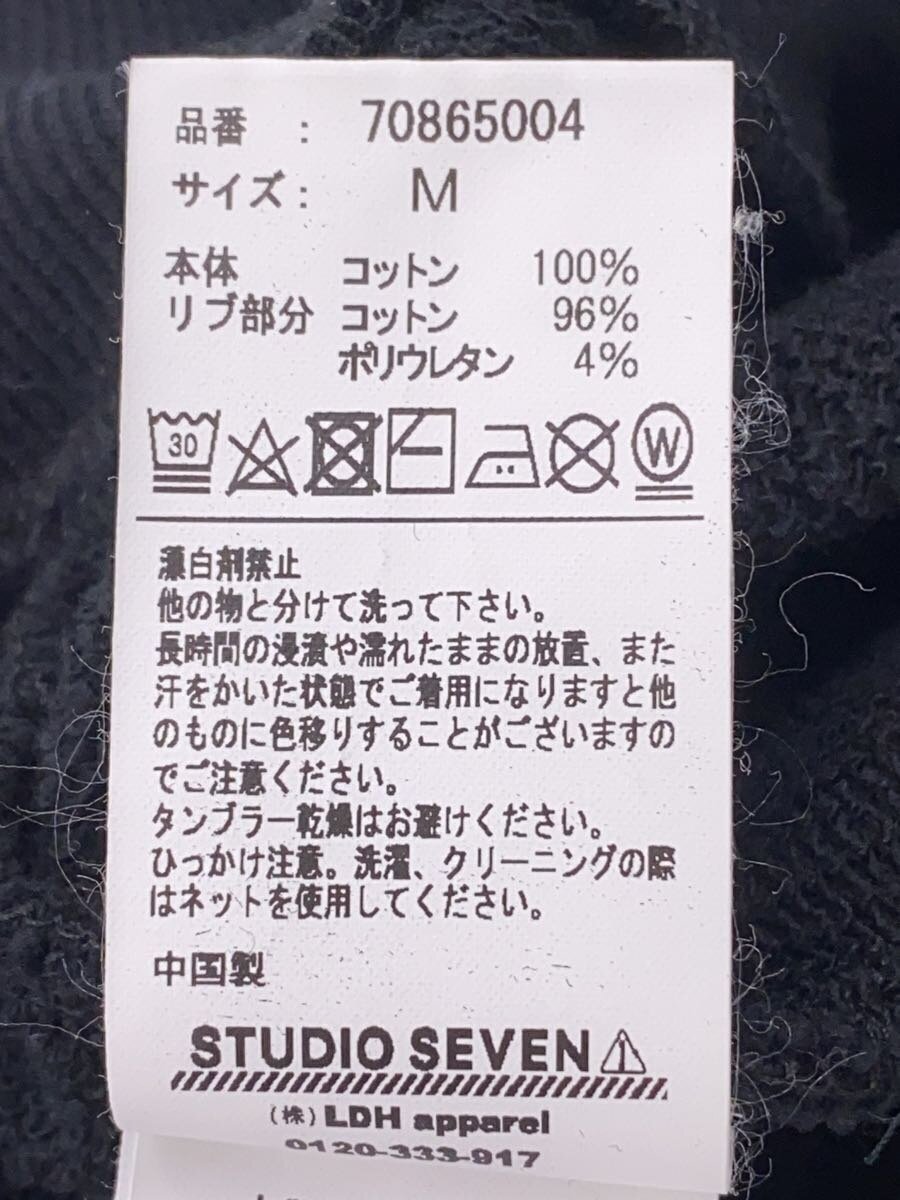 品番 : 70865004
サイズ: M
本体 コットン 100%
リブ部分 コットン 96%
ポリウレタン 4%
30 W
漂白剤禁止
他の物と分けて洗って下さい。
長時間の浸漬や濡れたままの放置、また
汗をかいた状態でご着用になりますと他
のものに色移りすることがございますの
でご注意ください。
タンブラー乾燥はお避けください。
ひっかけ注意。洗濯、クリーニングの際
はネットを使用してください。
中国製
STUDIO SEVEN
(株) LDH apparel
0120-333-917